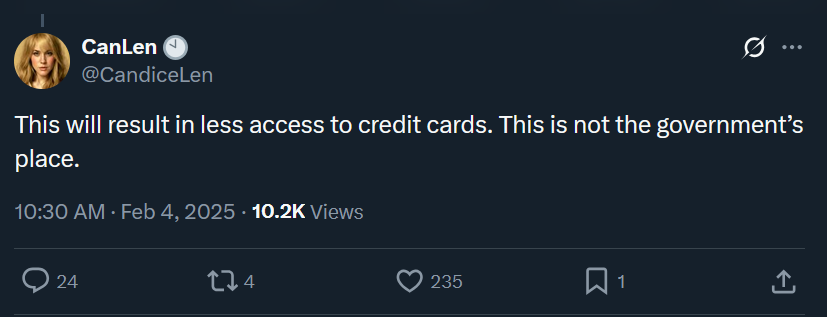 CanLen 🕙
@CandiceLen
This will result in less access to credit cards. This is not the government’s
place.
10:30 AM · Feb 4, 2025 · 10.2K Views
24 4 235 1